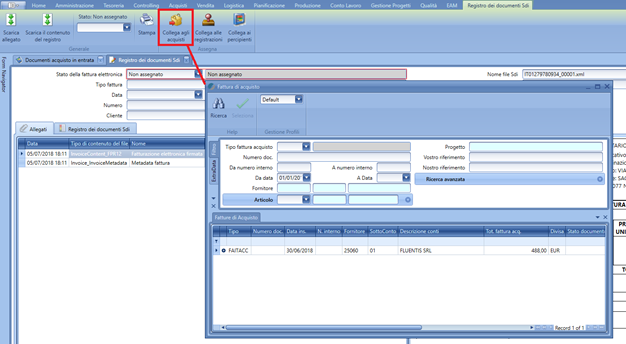 Home Amministrazione Tesoreria Controlling Acquisti Vendita Logistica Pianificazione Produzione Conto Lavoro Gestione Progetti Qualità EAM Registro dei documenti Sdi
Stato: Non assegnato
Scarica allegato
Scarica il contenuto del registro
Stampa
Collega agli acquisti
Collega alle registrazioni
Collega ai percipienti
Generale
Assegna
Documenti acquisto in entrata
Registro dei documenti Sdi
Form Navigator
Stato della fattura elettronica Non assegnato Non assegnato Nome file Sdi IT01279780934_00001.xml
Tipo fattura
Data
Numero
Cliente
Allegati Registro dei documenti Sdi
Data Tipo di contenuto del file Nome
05/07/2018 18:11 InvoiceContent_FPR12 Fatturazione elettronica firmata
05/07/2018 18:11 Invoice_InvoiceMetadata Metadata fattura
Fattura di acquisto
Default
Ricerca Selezione
Help Gestione Profili
Filtro
ExtraData
Tipo fattura acquisto Progetto
Numero doc. Vostro riferimento
Da numero interno A numero interno Nostro riferimento
Da data 01/01/20 A Data Ricerca avanzata
Fornitore
Articolo
Fatture di Acquisto
Tipo Numero doc. Data ins. N. interno Fornitore SottoConto Descrizione conti Tot. fattura acq. Divisa Stato documenti
FAITACC 30/06/2018 25060 01 FLUENTIS SRL 488,00 EUR
Record 1 of 1